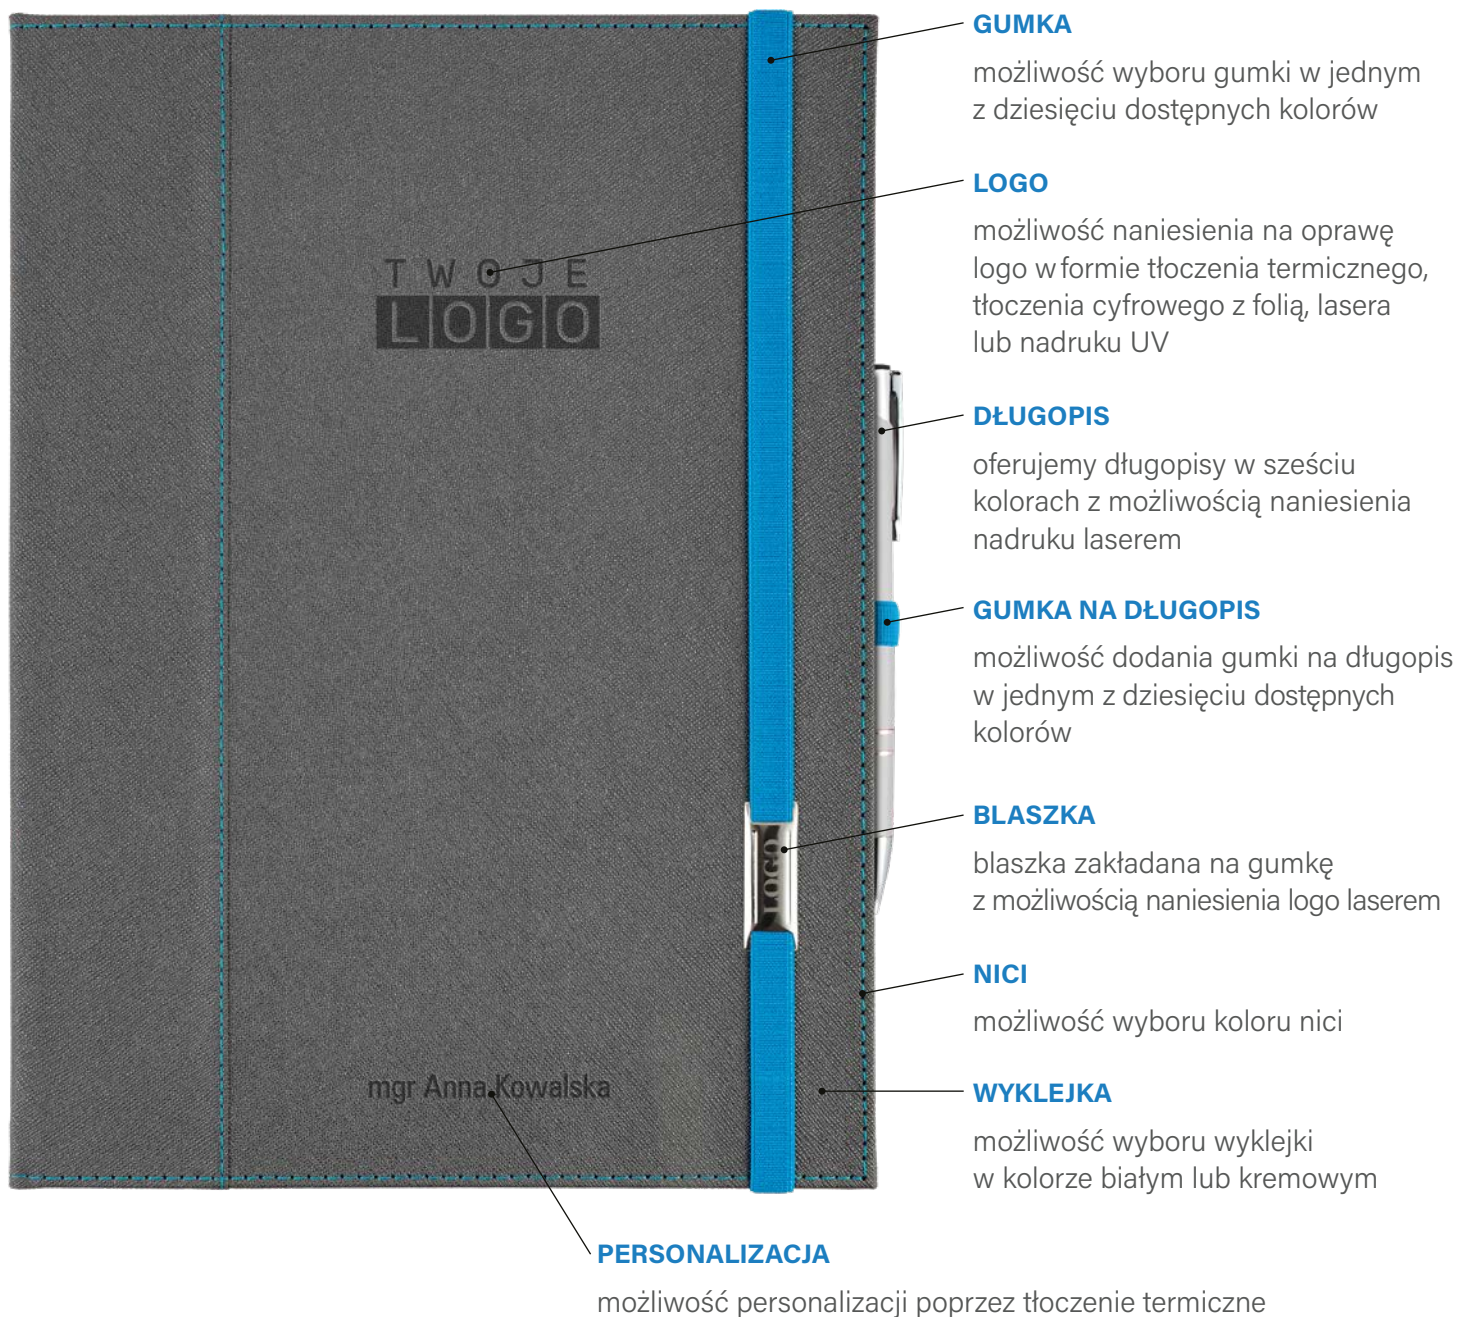 GUMKA
możliwość wyboru gumki w jednym
z dziesięciu dostępnych kolorów
LOGO
możliwość naniesienia na oprawę
logo w formie tłoczenia termicznego,
tłoczenia cyfrowego z folią, lasera
lub nadruku UV
TWOJE
LOGO
DŁUGOPIS
oferujemy długopisy w sześciu
kolorach z możliwością naniesienia
nadruku laserem
GUMKA NA DŁUGOPIS
możliwość dodania gumki na długopis
w jednym z dziesięciu dostępnych
kolorów
BLASZKA
blaszka zakładana na gumkę
z możliwością naniesienia logo laserem
LOGO
NICI
możliwość wyboru koloru nici
WYKLEJKA
możliwość wyboru wyklejki
w kolorze białym lub kremowym
mgr Anna Kowalska
PERSONALIZACJA
możliwość personalizacji poprzez tłoczenie termiczne